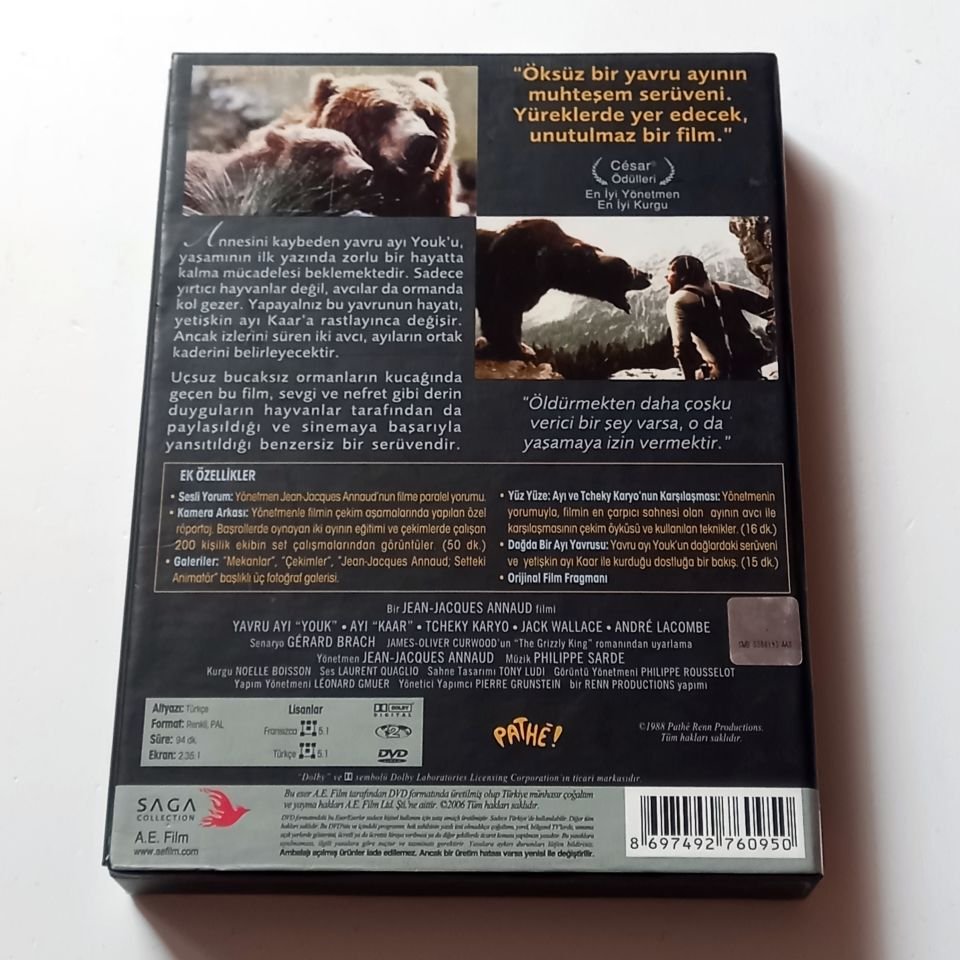 “Öksüz bir yavru ayının
muhteşem serüveni.
Yüreklerde yer edecek,
unutulmaz bir film.”
César®
Ödülleri
En İyi Yönetmen
En İyi Kurgu
Annesini kaybeden yavru ayı Youk'u,
yaşamının ilk yazında zorlu bir hayatta
kalma mücadelesi beklemektedir. Sadece
yırtıcı hayvanlar değil, avcılar da ormanda
kol gezer. Yapayalnız bu yavrunun hayatı,
yetişkin ayı Kaar'a rastlayınca değişir.
Ancak izlerini süren iki avcı, ayıların ortak
kaderini belirleyecektir.
Uçsuz bucaksız ormanların kucağında
geçen bu film, sevgi ve nefret gibi derin
duyguların hayvanlar tarafından da
paylaşıldığı ve sinemaya başarıyla
yansıtıldığı benzersiz bir serüvendir.
“Öldürmekten daha çoşku
verici bir şey varsa, o da
yaşamaya izin vermektir.”
EK ÖZELLİKLER
• Sesli Yorum: Yönetmen Jean-Jacques Annaud'nun filme paralel yorumu.
• Kamera Arkası: Yönetmenle filmin çekim aşamalarında yapılan özel
röportaj. Başrollerde oynayan iki ayının eğitimi ve çekimlerde çalışan
200 kişilik ekibin set çalışmalarından görüntüler. (50 dk.)
• Galeriler: "Mekanlar", "Çekimler", "Jean-Jacques Annaud; Setteki
Animatör" başlıklı üç fotoğraf galerisi.
• Yüz Yüze: Ayı ve Tcheky Karyo'nun Karşılaşması: Yönetmenin
yorumuyla, filmin en çarpıcı sahnesi olan ayının avcı ile
karşılaşmasının çekim öyküsü ve kullanılan teknikler. (16 dk.)
• Dağda Bir Ayı Yavrusu: Yavru ayı Youk'un dağlardaki serüveni
ve yetişkin ayı Kaar ile kurduğu dostluğa bir bakış. (15 dk.)
• Orijinal Film Fragmanı
Bir JEAN-JACQUES ANNAUD filmi
YAVRU AYI “YOUK” • AYI “KAAR” • TCHEKY KARYO • JACK WALLACE • ANDRÉ LACOMBE
Senaryo GÉRARD BRACH JAMES-OLIVER CURWOOD'un “The Grizzly King” romanından uyarlama
Yönetmen JEAN-JACQUES ANNAUD Müzik PHILIPPE SARDE
Kurgu NOELLE BOISSON Ses LAURENT QUAGLIO Sahne Tasarımı TONY LUDI Görüntü Yönetmeni PHILIPPE ROUSSELOT
Yapım Yönetmeni LÉONARD GMUER Yönetici Yapımcı PIERRE GRUNSTEIN bir RENN PRODUCTIONS yapımı
Altyazı: Türkçe
Format: Renkli, PAL
Süre: 94 dk.
Ekran: 2.35:1
Lisanlar
Fransızca 5.1
Türkçe 5.1
DOLBY
DIGITAL
2
DVD
VIDEO
PATHÉ!
©1988 Pathé Renn Productions.
Tüm hakları saklıdır.
"Dolby" ve sembolü Dolby Laboratories Licensing Corporation'ın ticari markasıdır.
SAGA
COLLECTION
A.E. Film
www.aefilm.com
Bu eser A.E. Film tarafından DVD formatında üretilmiş olup Türkiye münhasır çoğaltım
ve yayma hakları A.E. Film Ltd. Şti.'ne aittir. ©2006 Tüm hakları saklıdır.
Ambalajı açılmış ürünler iade edilemez. Ancak bir üretim hatası varsa yenisi ile değiştirilir.
8 697492 760950